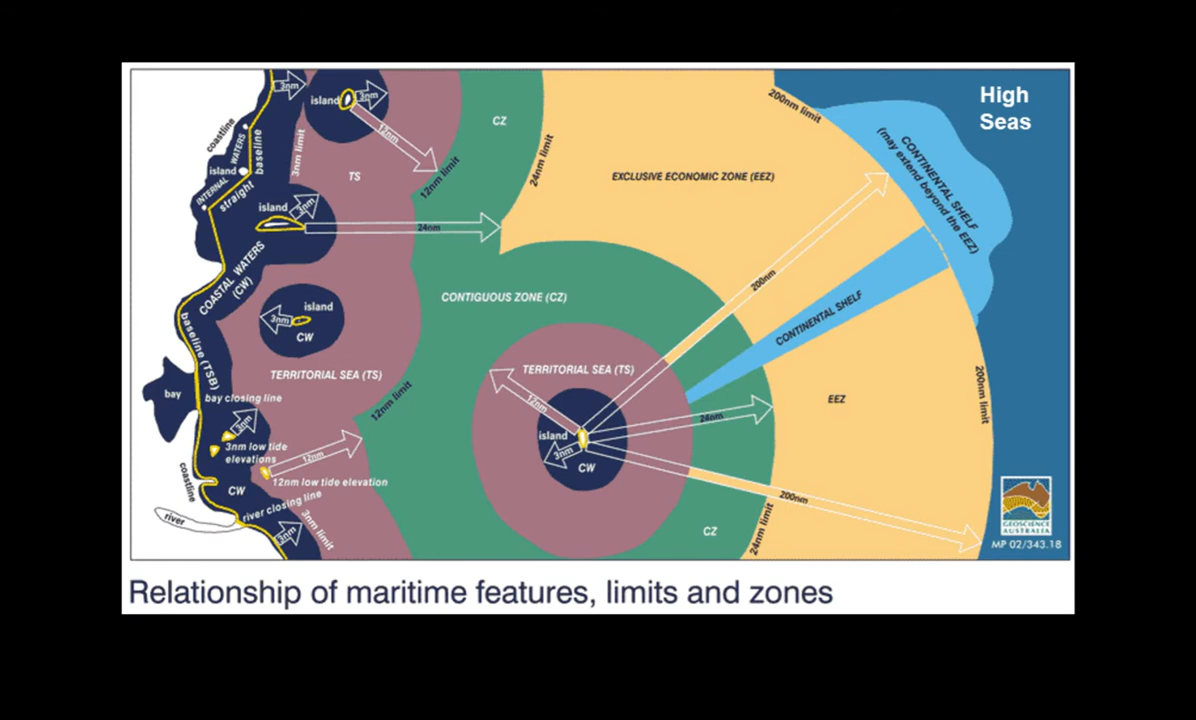 High
Seas
3nm
island
3nm
12nm
coastline
INTERNAL WATERS
baseline
3nm limit
island
straight
TS
12nm limit
CZ
24nm limit
EXCLUSIVE ECONOMIC ZONE (EEZ)
200nm limit
CONTINENTAL SHELF
(may extend beyond the EEZ)
island
3nm
24nm
COASTAL WATERS
(CW)
island
3nm
CW
CONTIGUOUS ZONE (CZ)
200nm
CONTINENTAL SHELF
baseline (TSB)
TERRITORIAL SEA (TS)
12nm limit
TERRITORIAL SEA (TS)
12nm
bay
bay closing line
3nm
3nm low tide
elevations
12nm
12nm low tide elevation
island
3nm
CW
24nm
EEZ
200nm limit
coastline
CW
river closing line
river
3nm
3nm limit
200nm
CZ
24nm limit
GEOSCIENCE
AUSTRALIA
MP 02/343.18
Relationship of maritime features, limits and zones